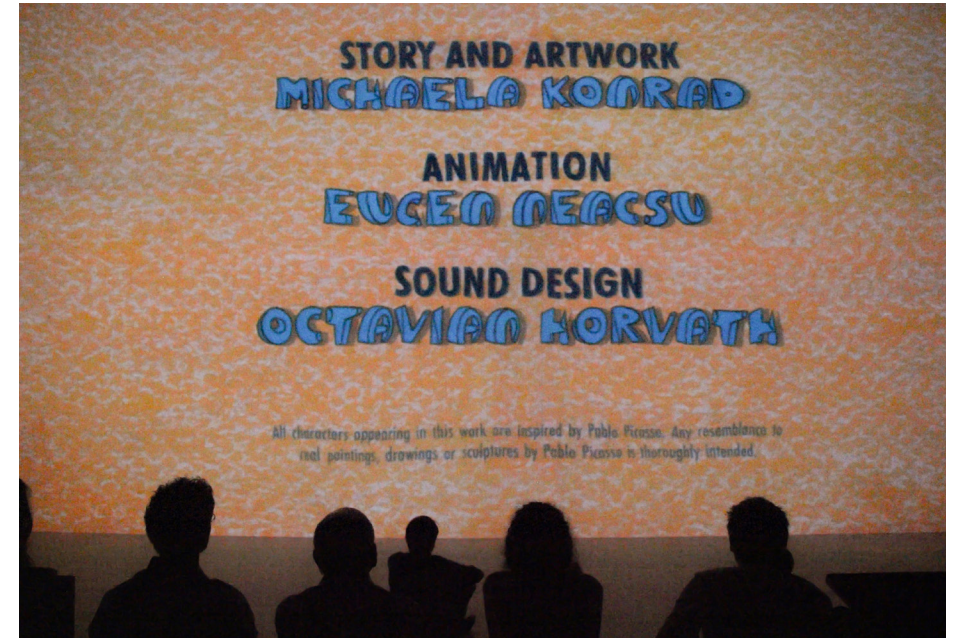 STORY AND ARTWORK
MICHAELA KONRAD
ANIMATION
EUGEN NEACSU
SOUND DESIGN
OCTAVIAN HORVATH
All characters appearing in this work are inspired by Pablo Picasso. Any resemblance to
real paintings, drawings or sculptures by Pablo Picasso is thoroughly intended.